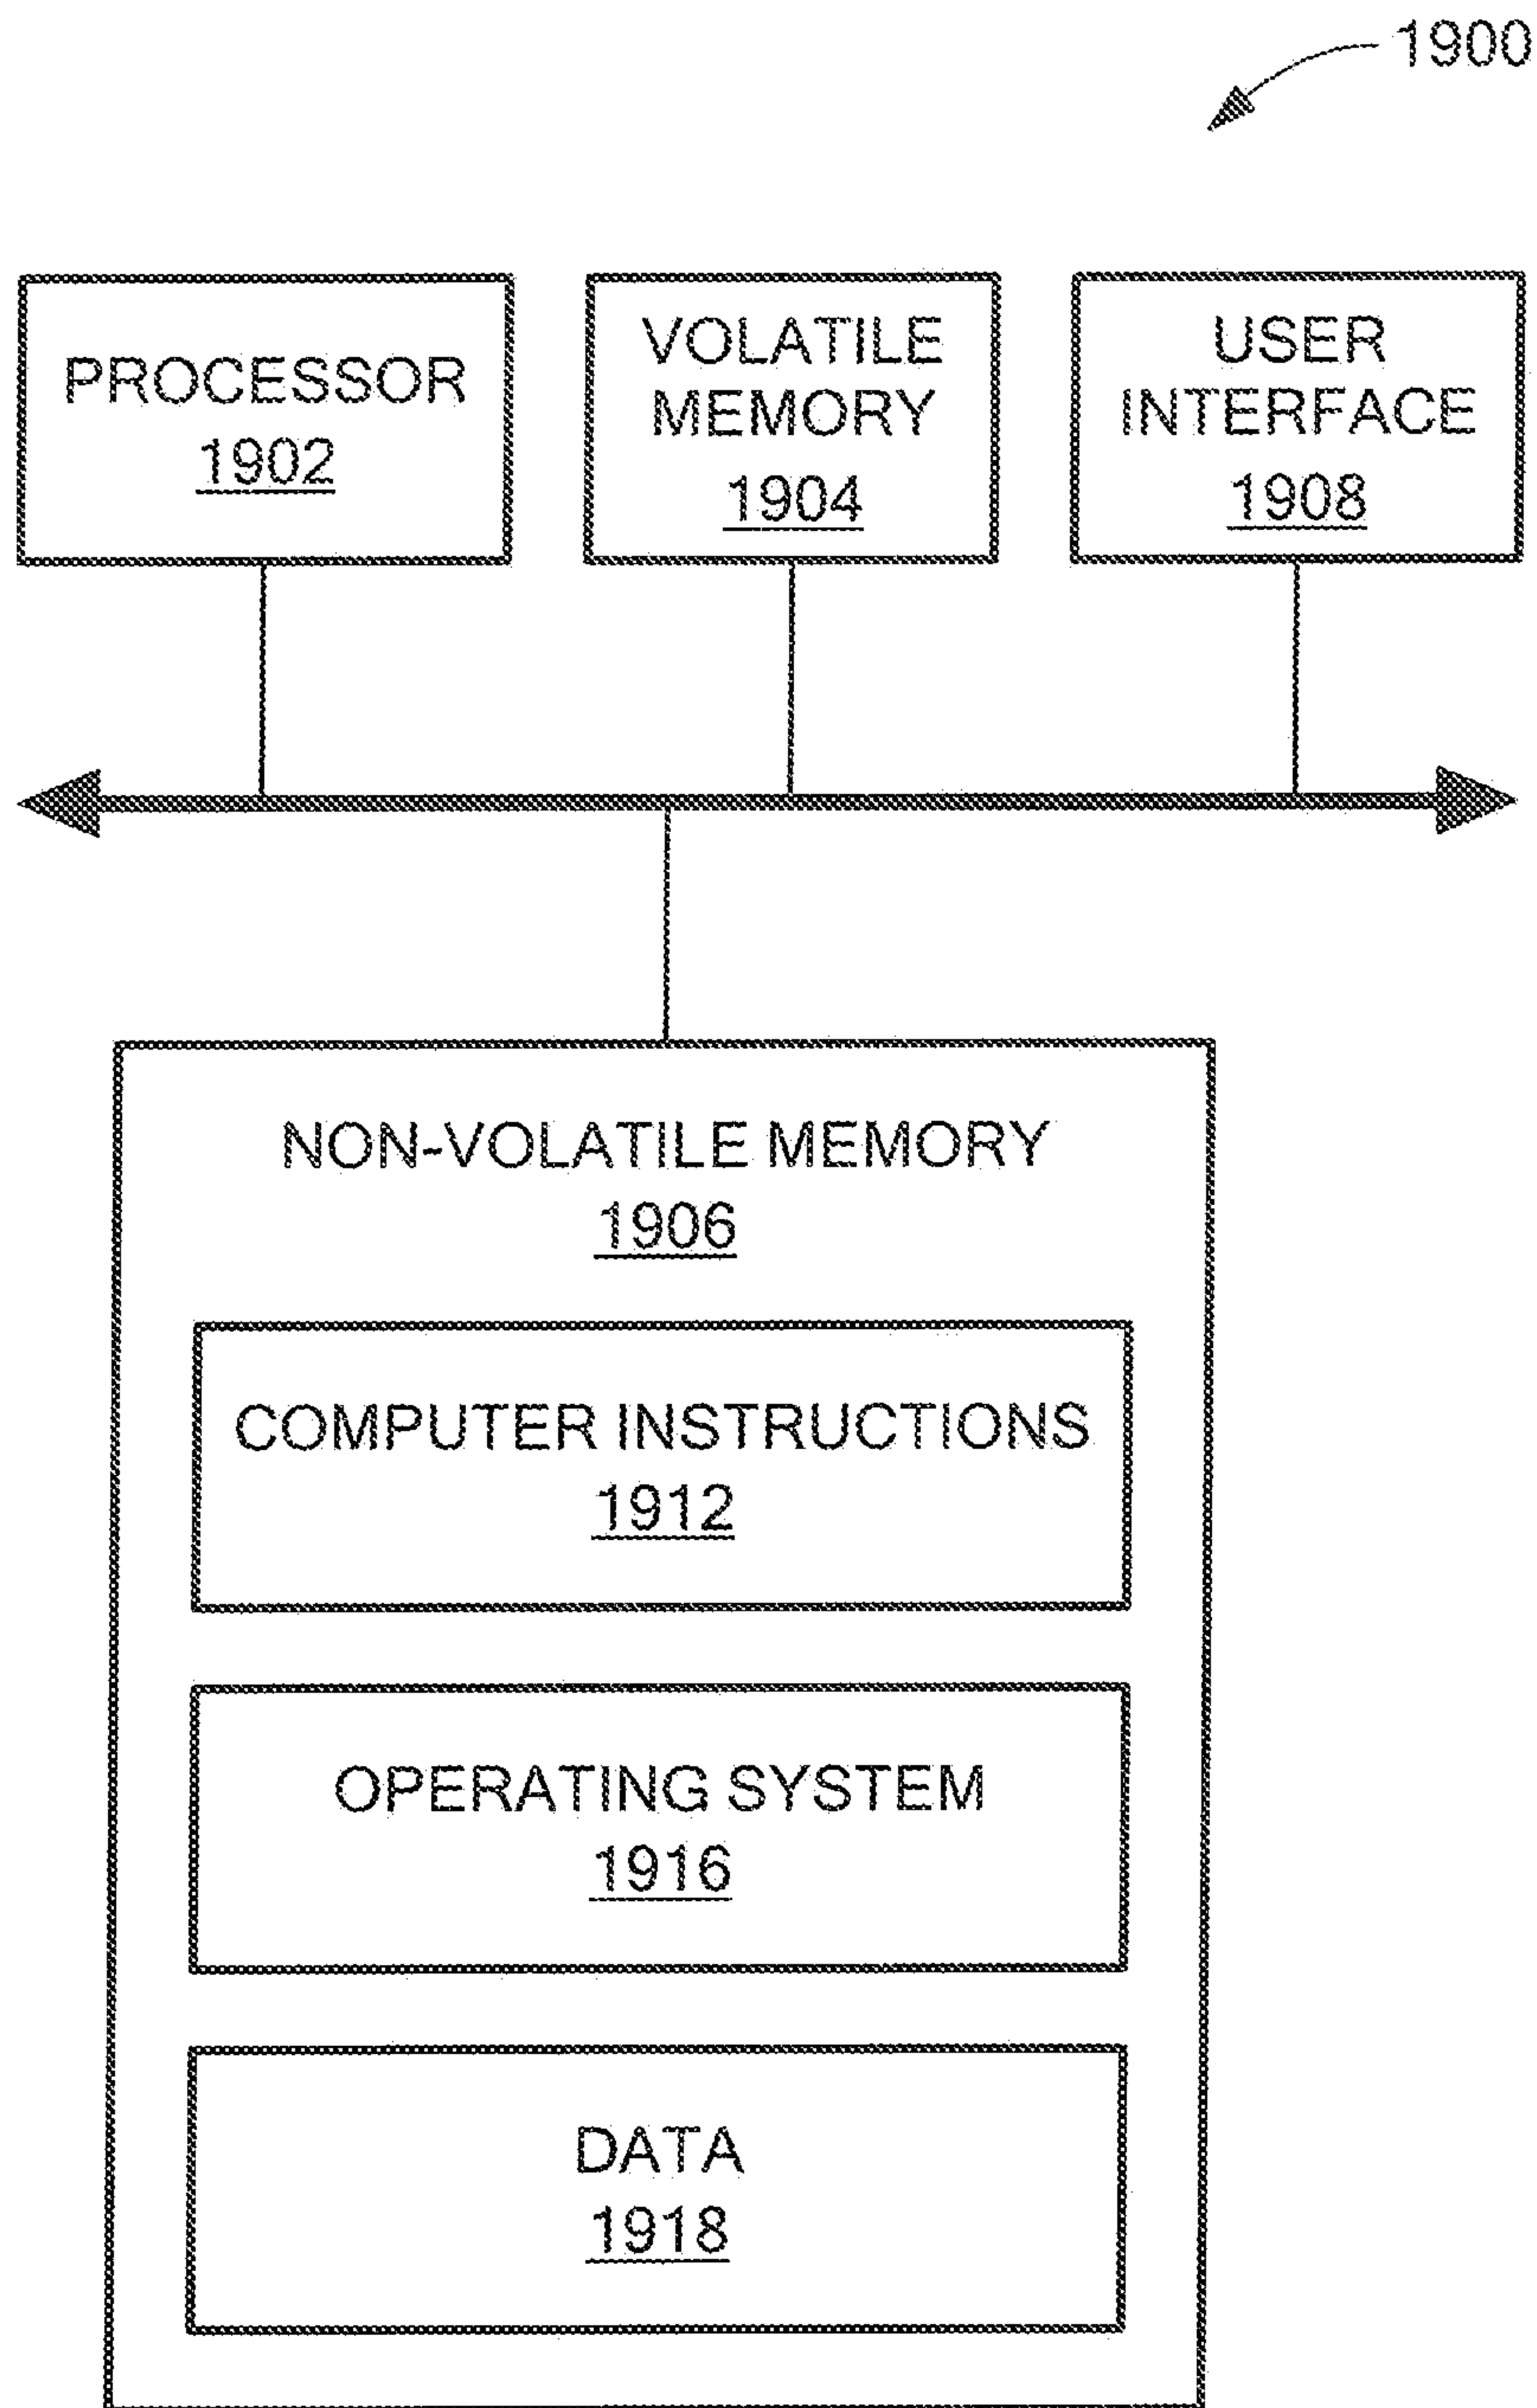 1900
PROCESSOR
1902
VOLATILE
MEMORY
1904
USER
INTERFACE
1908
NON-VOLATILE MEMORY
1906
COMPUTER INSTRUCTIONS
1912
OPERATING SYSTEM
1916
DATA
1918